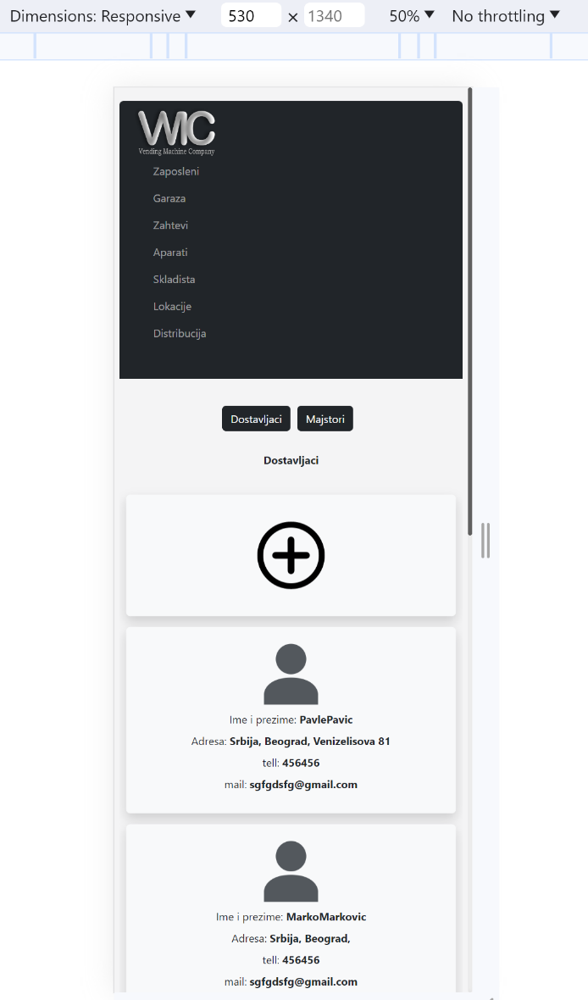 Dimensions: Responsive 530 × 1340 50% No throttling
WC
Vending Machine Company
Zaposleni
Garaza
Zahtevi
Aparati
Skladista
Lokacije
Distribucija
Dostavljaci Majstori
Dostavljaci
Ime i prezime: PavlePavic
Adresa: Srbija, Beograd, Venizelisova 81
tell: 456456
mail: sgfgdsfg@gmail.com
Ime i prezime: MarkoMarkovic
Adresa: Srbija, Beograd,
tell: 456456
mail: sgfgdsfg@gmail.com